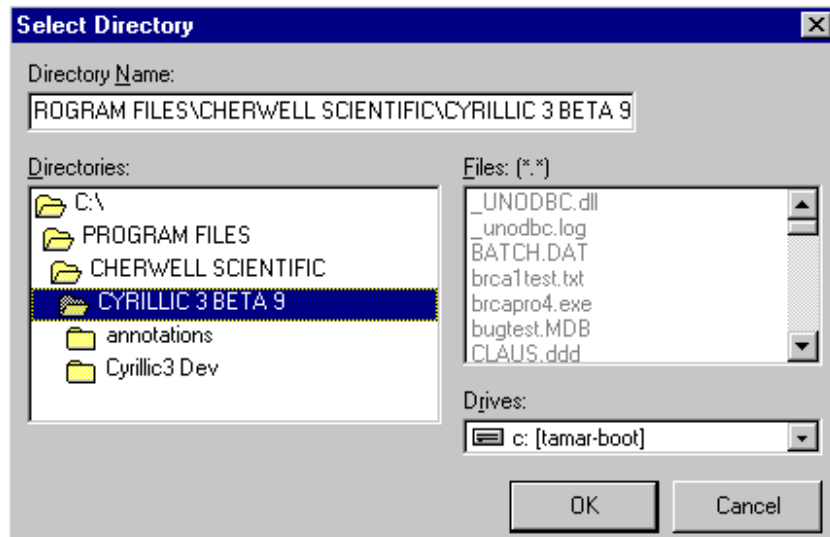 Select Directory
Directory Name:
ROGRAM FILES\CHERWELL SCIENTIFIC\CYRILLIC 3 BETA 9
Directories:
C:\
PROGRAM FILES
CHERWELL SCIENTIFIC
CYRILLIC 3 BETA 9
annotations
Cyrillic3 Dev
Files: (*.*)
_UNODBC.dll
_unodbc.log
BATCH.DAT
brca1test.txt
brcapro4.exe
bugtest.MDB
CLAUS.ddd
Drives:
c: [tamar-boot]
OK Cancel